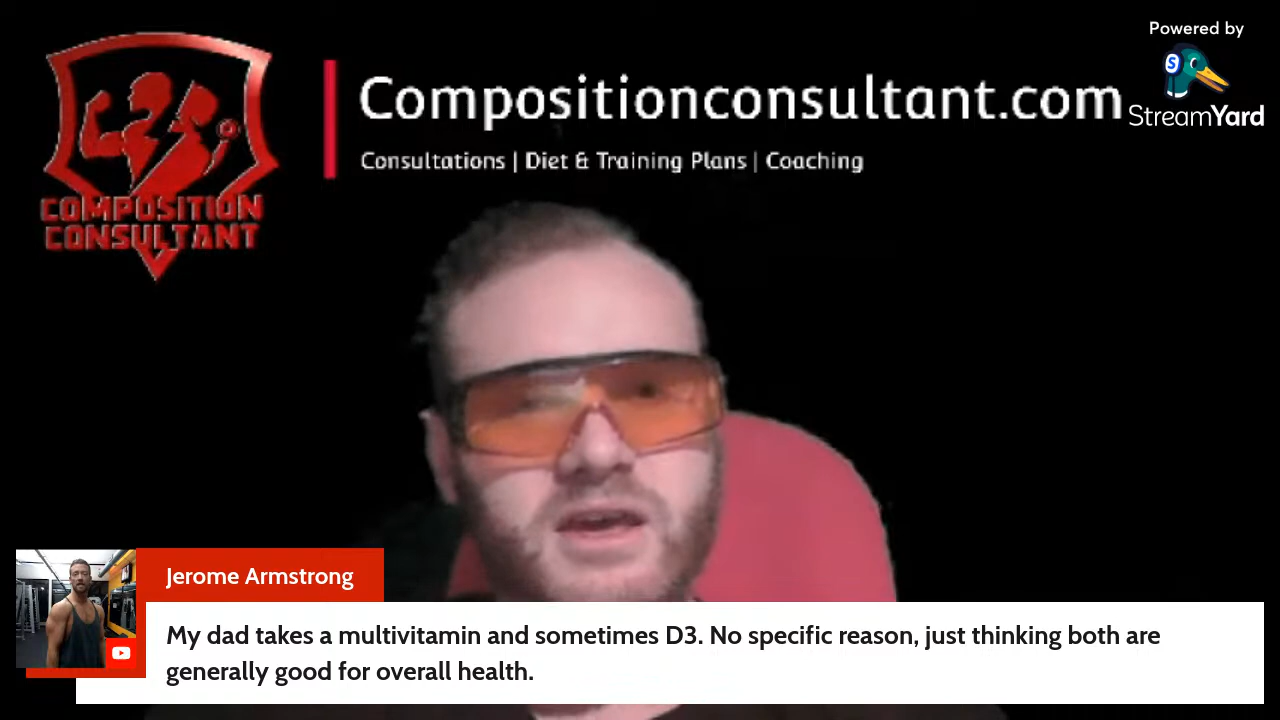 Powered by
S
StreamYard
Compositionconsultant.com
Consultations | Diet & Training Plans | Coaching
COMPOSITION
CONSULTANT
Jerome Armstrong
My dad takes a multivitamin and sometimes D3. No specific reason, just thinking both are
generally good for overall health.